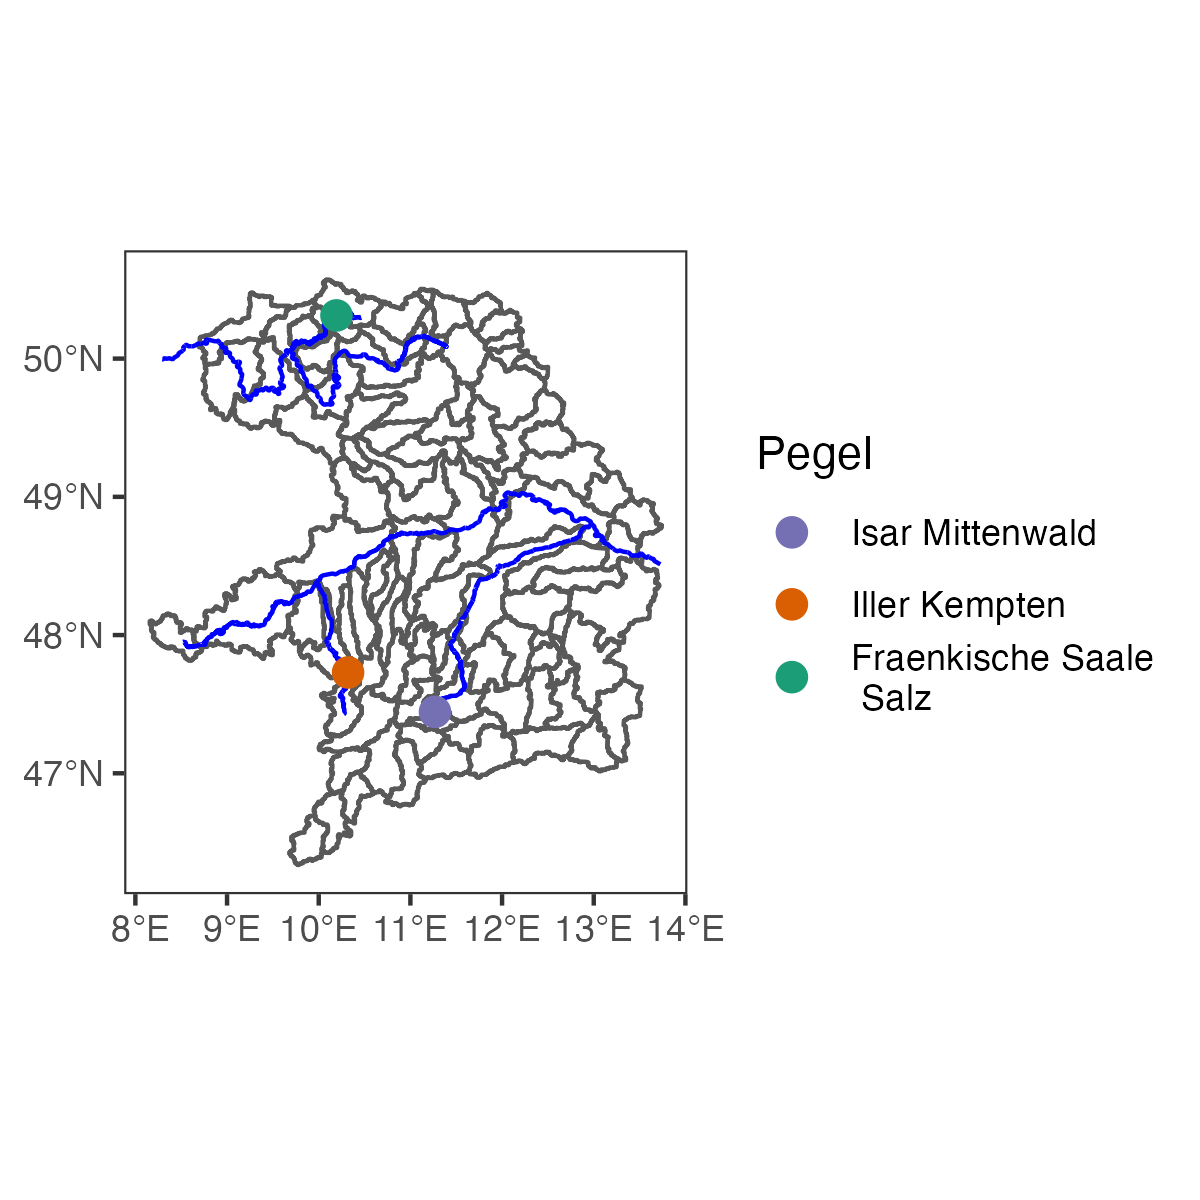 50°N
49°N
48°N
47°N
8°E 9°E 10°E 11°E 12°E 13°E 14°E
Pegel
Isar Mittenwald
Iller Kempten
Fraenkische Saale
Salz